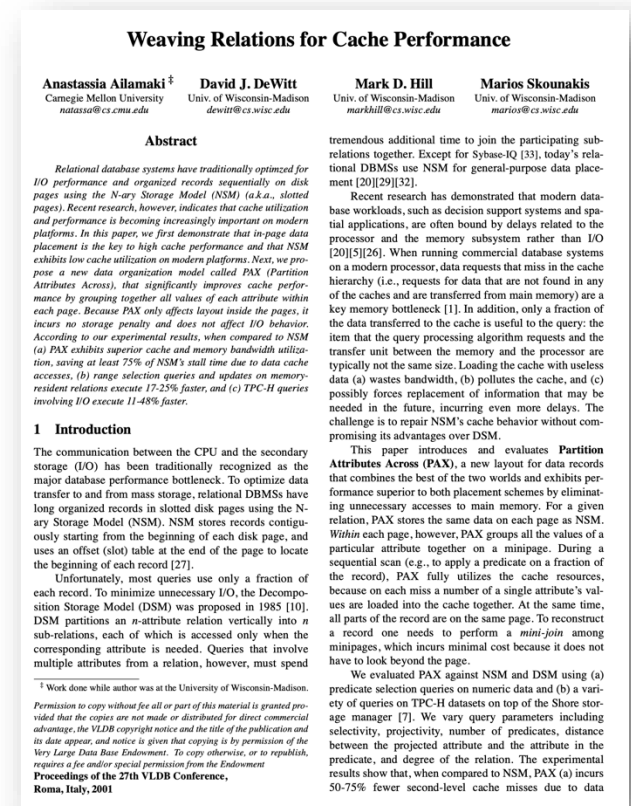 Weaving Relations for Cache Performance
Anastassia Ailamaki ‡
Carnegie Mellon University
natassa@cs.cmu.edu
David J. DeWitt
Univ. of Wisconsin-Madison
dewitt@cs.wisc.edu
Mark D. Hill
Univ. of Wisconsin-Madison
markhill@cs.wisc.edu
Marios Skounakis
Univ. of Wisconsin-Madison
marios@cs.wisc.edu
Abstract
Relational database systems have traditionally optimzed for
I/O performance and organized records sequentially on disk
pages using the N-ary Storage Model (NSM) (a.k.a., slotted
pages). Recent research, however, indicates that cache utilization
and performance is becoming increasingly important on modern
platforms. In this paper, we first demonstrate that in-page data
placement is the key to high cache performance and that NSM
exhibits low cache utilization on modern platforms. Next, we pro-
pose a new data organization model called PAX (Partition
Attributes Across), that significantly improves cache perfor-
mance by grouping together all values of each attribute within
each page. Because PAX only affects layout inside the pages, it
incurs no storage penalty and does not affect I/O behavior.
According to our experimental results, when compared to NSM
(a) PAX exhibits superior cache and memory bandwidth utiliza-
tion, saving at least 75% of NSM's stall time due to data cache
accesses, (b) range selection queries and updates on memory-
resident relations execute 17-25% faster, and (c) TPC-H queries
involving I/O execute 11-48% faster.
1 Introduction
The communication between the CPU and the secondary
storage (I/O) has been traditionally recognized as the
major database performance bottleneck. To optimize data
transfer to and from mass storage, relational DBMSs have
long organized records in slotted disk pages using the N-
ary Storage Model (NSM). NSM stores records contigu-
ously starting from the beginning of each disk page, and
uses an offset (slot) table at the end of the page to locate
the beginning of each record [27].
Unfortunately, most queries use only a fraction of
each record. To minimize unnecessary I/O, the Decompo-
sition Storage Model (DSM) was proposed in 1985 [10].
DSM partitions an n-attribute relation vertically into n
sub-relations, each of which is accessed only when the
corresponding attribute is needed. Queries that involve
multiple attributes from a relation, however, must spend
‡ Work done while author was at the University of Wisconsin-Madison.
Permission to copy without fee all or part of this material is granted pro-
vided that the copies are not made or distributed for direct commercial
advantage, the VLDB copyright notice and the title of the publication and
its date appear, and notice is given that copying is by permission of the
Very Large Data Base Endowment. To copy otherwise, or to republish,
requires a fee and/or special permission from the Endowment
Proceedings of the 27th VLDB Conference,
Roma, Italy, 2001
tremendous additional time to join the participating sub-
relations together. Except for Sybase-IQ [33], today's rela-
tional DBMSs use NSM for general-purpose data place-
ment [20][29][32].
Recent research has demonstrated that modern data-
base workloads, such as decision support systems and spa-
tial applications, are often bound by delays related to the
processor and the memory subsystem rather than I/O
[20][5][26]. When running commercial database systems
on a modern processor, data requests that miss in the cache
hierarchy (i.e., requests for data that are not found in any
of the caches and are transferred from main memory) are a
key memory bottleneck [1]. In addition, only a fraction of
the data transferred to the cache is useful to the query: the
item that the query processing algorithm requests and the
transfer unit between the memory and the processor are
typically not the same size. Loading the cache with useless
data (a) wastes bandwidth, (b) pollutes the cache, and (c)
possibly forces replacement of information that may be
needed in the future, incurring even more delays. The
challenge is to repair NSM's cache behavior without com-
promising its advantages over DSM.
This paper introduces and evaluates Partition
Attributes Across (PAX), a new layout for data records
that combines the best of the two worlds and exhibits per-
formance superior to both placement schemes by eliminat-
ing unnecessary accesses to main memory. For a given
relation, PAX stores the same data on each page as NSM.
Within each page, however, PAX groups all the values of a
particular attribute together on a minipage. During a
sequential scan (e.g., to apply a predicate on a fraction of
the record), PAX fully utilizes the cache resources,
because on each miss a number of a single attribute's val-
ues are loaded into the cache together. At the same time,
all parts of the record are on the same page. To reconstruct
a record one needs to perform a mini-join among
minipages, which incurs minimal cost because it does not
have to look beyond the page.
We evaluated PAX against NSM and DSM using (a)
predicate selection queries on numeric data and (b) a vari-
ety of queries on TPC-H datasets on top of the Shore stor-
age manager [7]. We vary query parameters including
selectivity, projectivity, number of predicates, distance
between the projected attribute and the attribute in the
predicate, and degree of the relation. The experimental
results show that, when compared to NSM, PAX (a) incurs
50-75% fewer second-level cache misses due to data